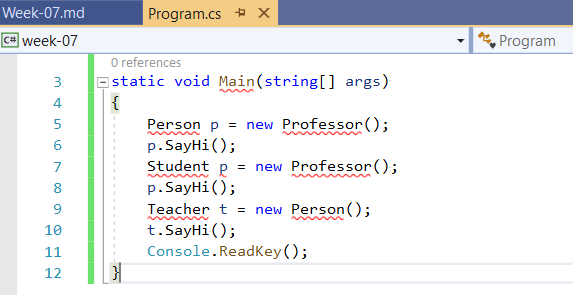 Week-07.md Program.cs
C# week-07 Program
0 references
3 static void Main(string[] args)
4 {
5 Person p = new Professor();
6 p.SayHi();
7 Student p = new Professor();
8 p.SayHi();
9 Teacher t = new Person();
10 t.SayHi();
11 Console.ReadKey();
12 }